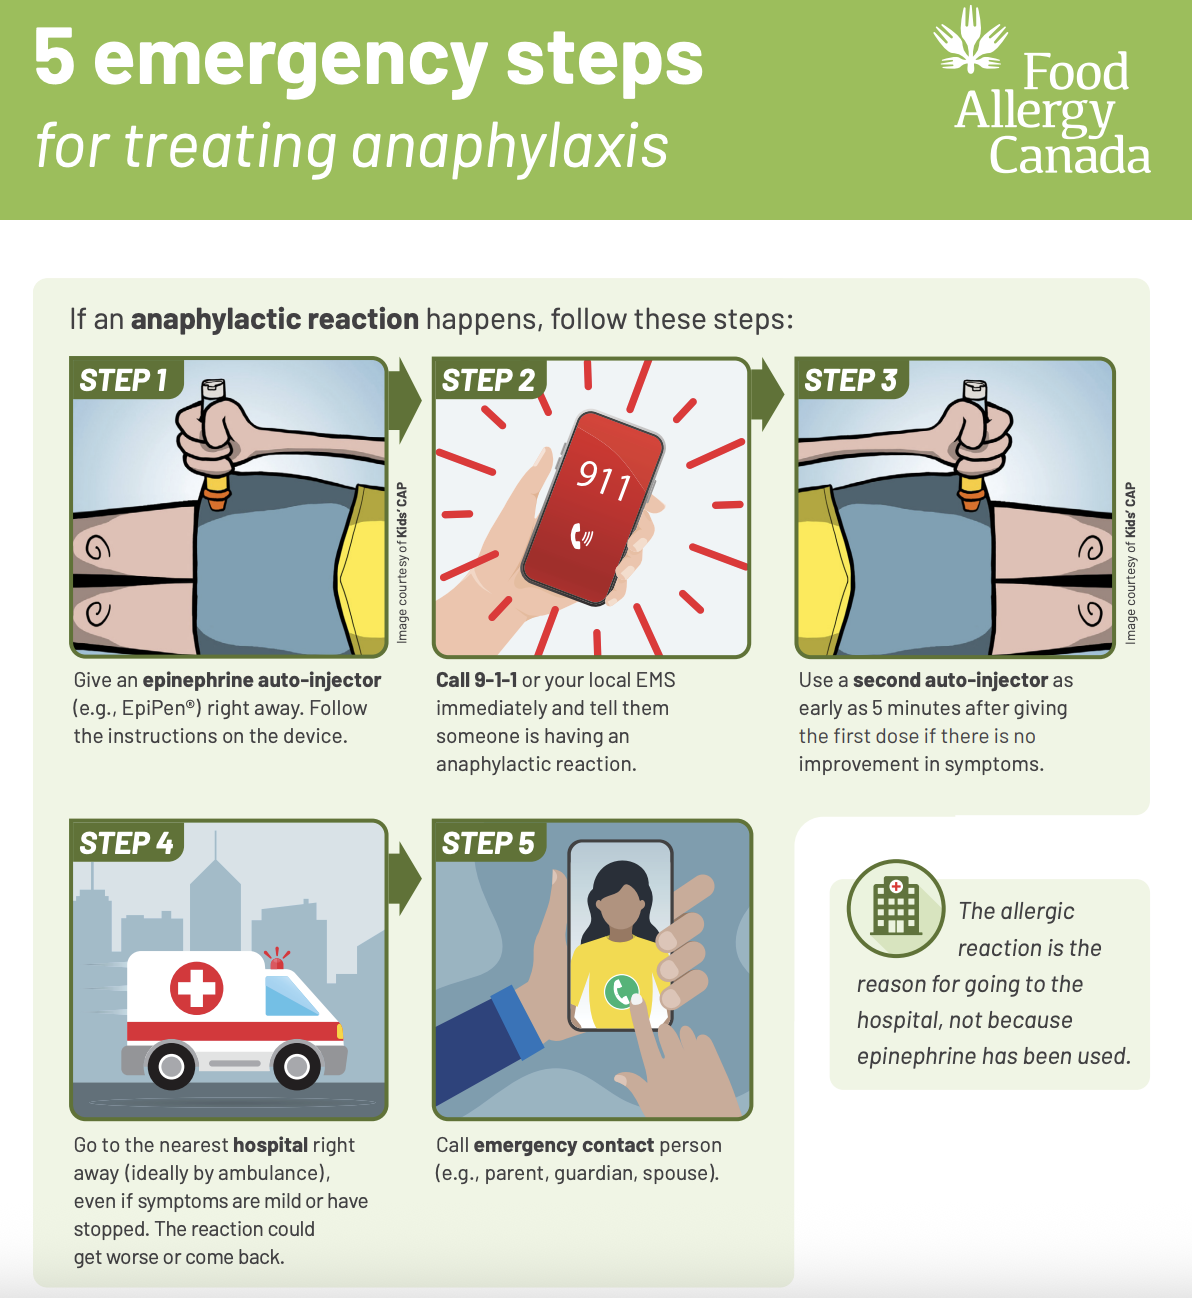 5 emergency steps
for treating anaphylaxis
Food
Allergy
Canada
If an anaphylactic reaction happens, follow these steps:
STEP 1
Image courtesy of Kids' CAP
Give an epinephrine auto-injector
(e.g., EpiPen®) right away. Follow
the instructions on the device.
STEP 2
911
Call 9-1-1 or your local EMS
immediately and tell them
someone is having an
anaphylactic reaction.
STEP 3
Image courtesy of Kids' CAP
Use a second auto-injector as
early as 5 minutes after giving
the first dose if there is no
improvement in symptoms.
STEP 4
Go to the nearest hospital right
away (ideally by ambulance),
even if symptoms are mild or have
stopped. The reaction could
get worse or come back.
STEP 5
Call emergency contact person
(e.g., parent, guardian, spouse).
The allergic
reaction is the
reason for going to the
hospital, not because
epinephrine has been used.